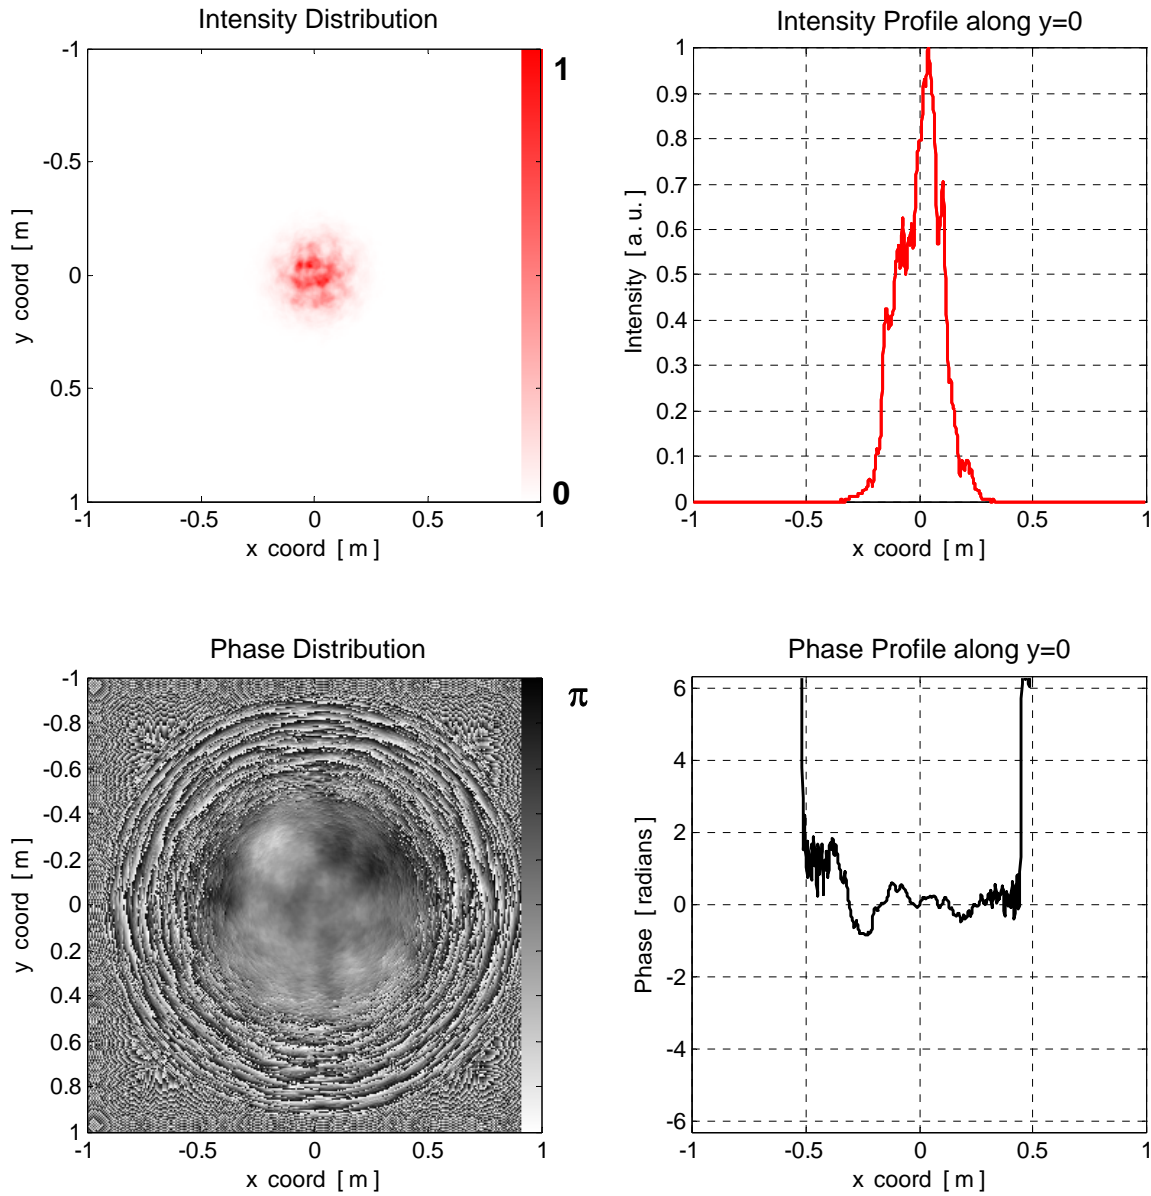 Intensity Distribution
-1
-0.5
0
0.5
1
y coord [m]
-1 -0.5 0 0.5 1
x coord [m]
1
0
Intensity Profile along y=0
1
0.9
0.8
0.7
0.6
0.5
0.4
0.3
0.2
0.1
0
Intensity [a.u.]
-1 -0.5 0 0.5 1
x coord [m]
Phase Distribution
-1
-0.8
-0.6
-0.4
-0.2
0
0.2
0.4
0.6
0.8
1
y coord [m]
-1 -0.5 0 0.5 1
x coord [m]
π
Phase Profile along y=0
6
4
2
0
-2
-4
-6
Phase [radians]
-1 -0.5 0 0.5 1
x coord [m]